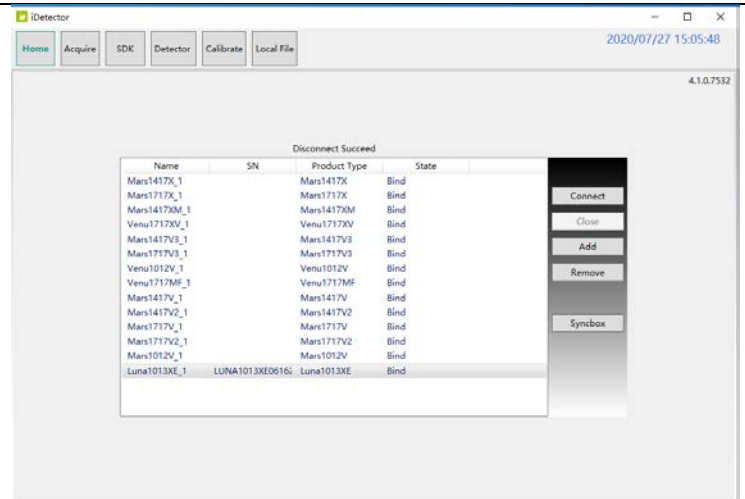 iDetector
Home Acquire SDK Detector Calibrate Local File 2020/07/27 15:05:48
4.1.0.7532
Disconnect Succeed
Name SN Product Type State
Mars1417X_1 Mars1417X Bind
Mars1717X_1 Mars1717X Bind
Mars1417XM_1 Mars1417XM Bind
Venu1717XV_1 Venu1717XV Bind
Mars1417V3_1 Mars1417V3 Bind
Mars1717V3_1 Mars1717V3 Bind
Venu1012V_1 Venu1012V Bind
Venu1717MF_1 Venu1717MF Bind
Mars1417V_1 Mars1417V Bind
Mars1417V2_1 Mars1417V2 Bind
Mars1717V_1 Mars1717V Bind
Mars1717V2_1 Mars1717V2 Bind
Mars1012V_1 Mars1012V Bind
Luna1013XE_1 Luna1013XE Bind
Connect
Close
Add
Remove
Syncbox